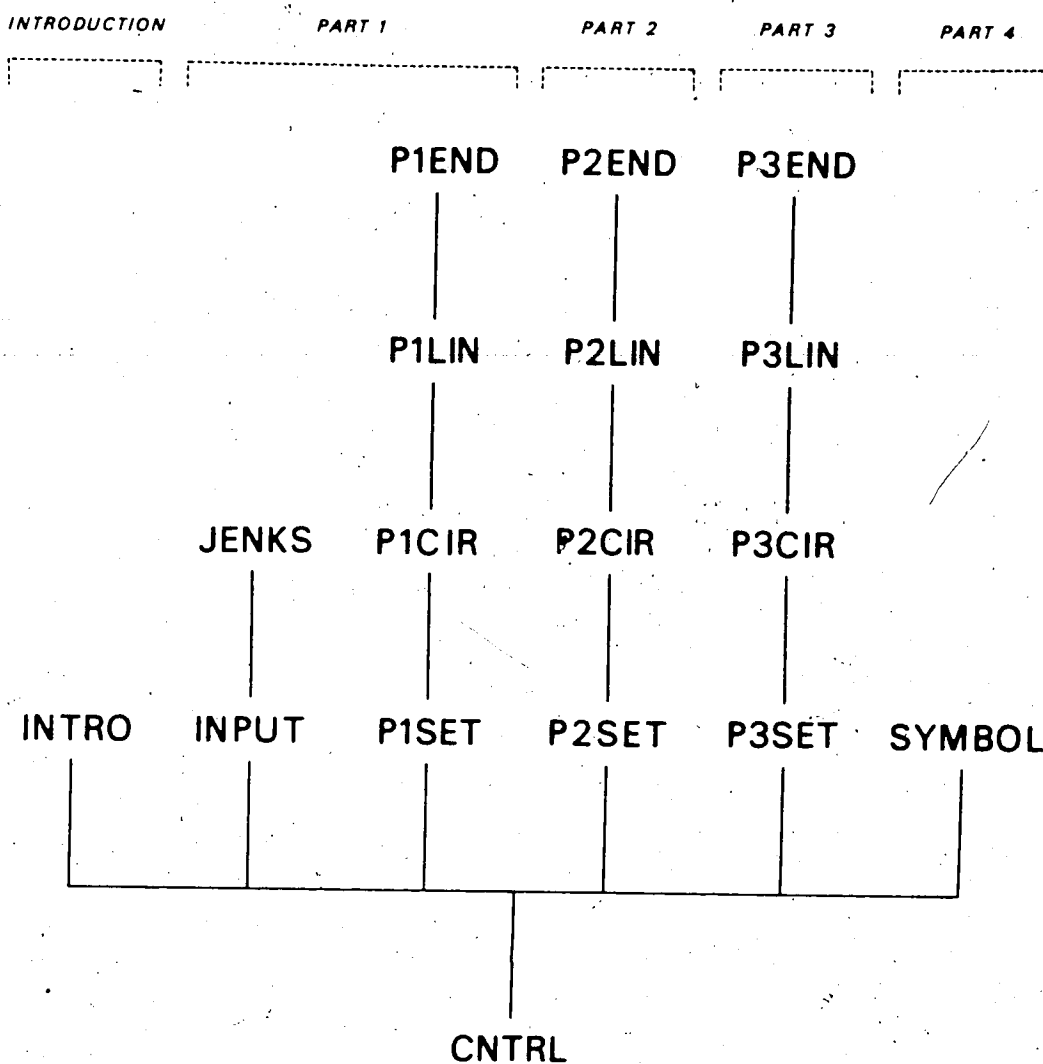 INTRODUCTION PART 1 PART 2 PART 3 PART 4
P1END P2END P3END
P1LIN P2LIN P3LIN
JENKS P1CIR P2CIR P3CIR
INTRO INPUT P1SET P2SET P3SET SYMBOL
CNTRL